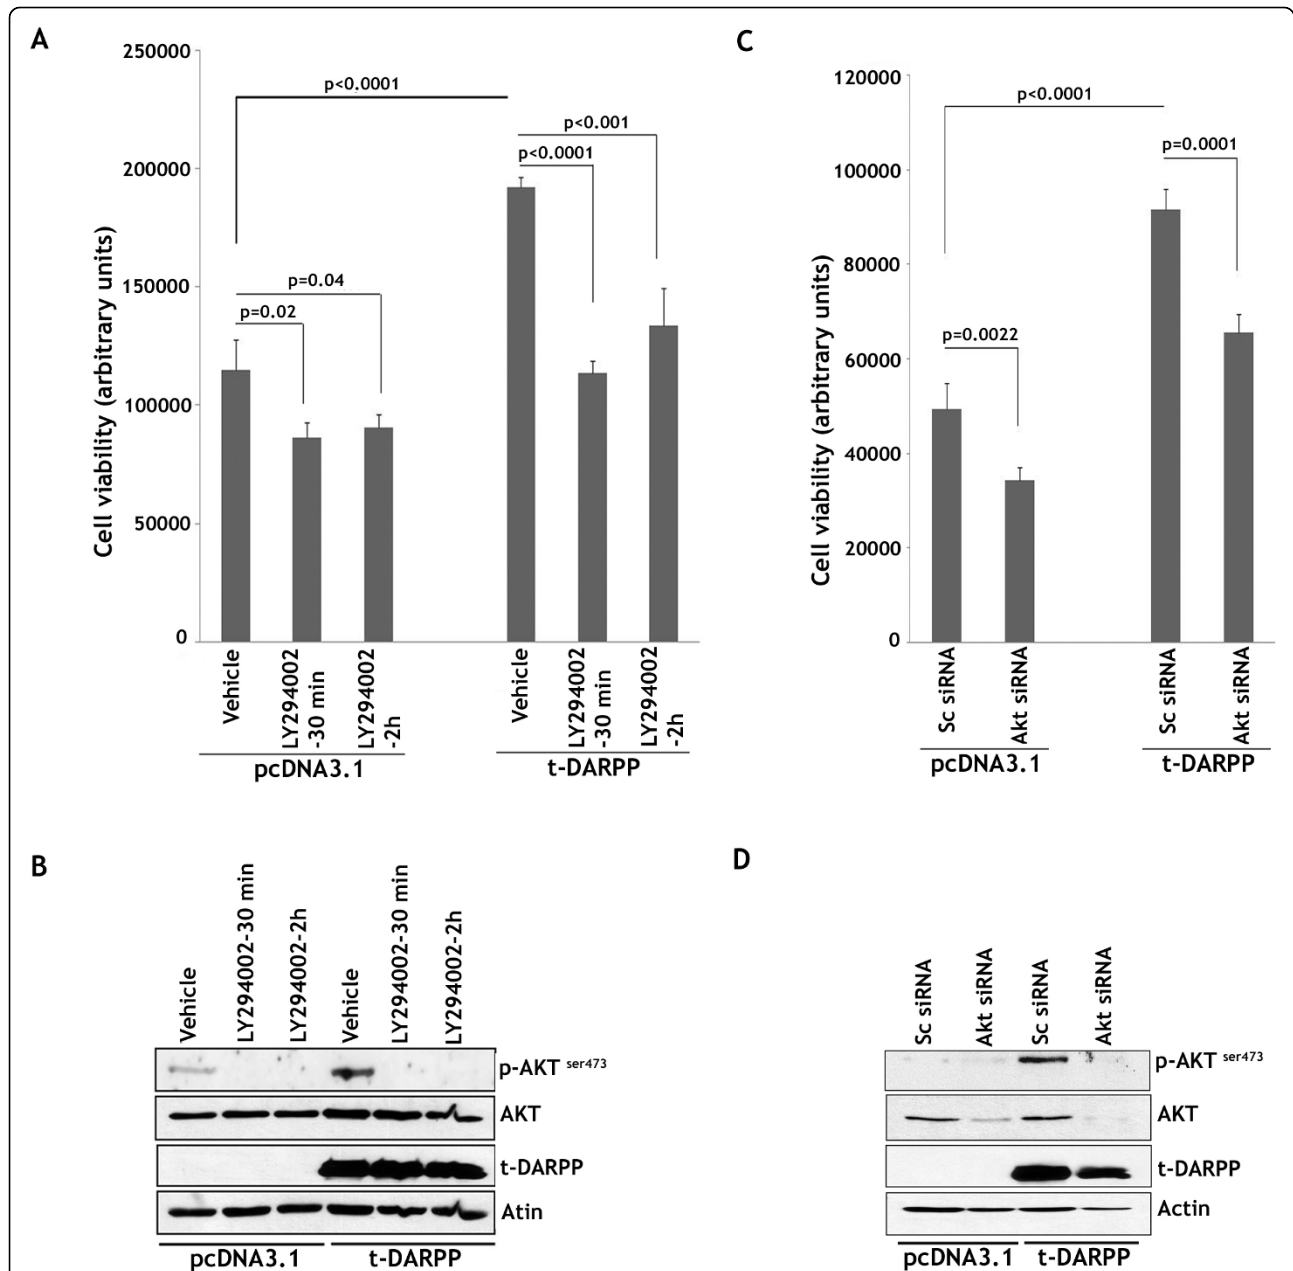 A
250000
200000
150000
100000
50000
0
Cell viability (arbitrary units)
p<0.0001
p<0.001
p<0.0001
p=0.04
p=0.02
Vehicle
LY294002
-30 min
LY294002
-2h
Vehicle
LY294002
-30 min
LY294002
-2h
pcDNA3.1
t-DARPP
C
120000
100000
80000
60000
40000
20000
0
Cell viability (arbitrary units)
p<0.0001
p=0.0001
p=0.0022
Sc siRNA
Akt siRNA
Sc siRNA
Akt siRNA
pcDNA3.1
t-DARPP
B
Vehicle
LY294002-30 min
LY294002-2h
Vehicle
LY294002-30 min
LY294002-2h
p-AKT ser473
AKT
t-DARPP
Atin
pcDNA3.1
t-DARPP
D
Sc siRNA
Akt siRNA
Sc siRNA
Akt siRNA
p-AKT ser473
AKT
t-DARPP
Actin
pcDNA3.1
t-DARPP